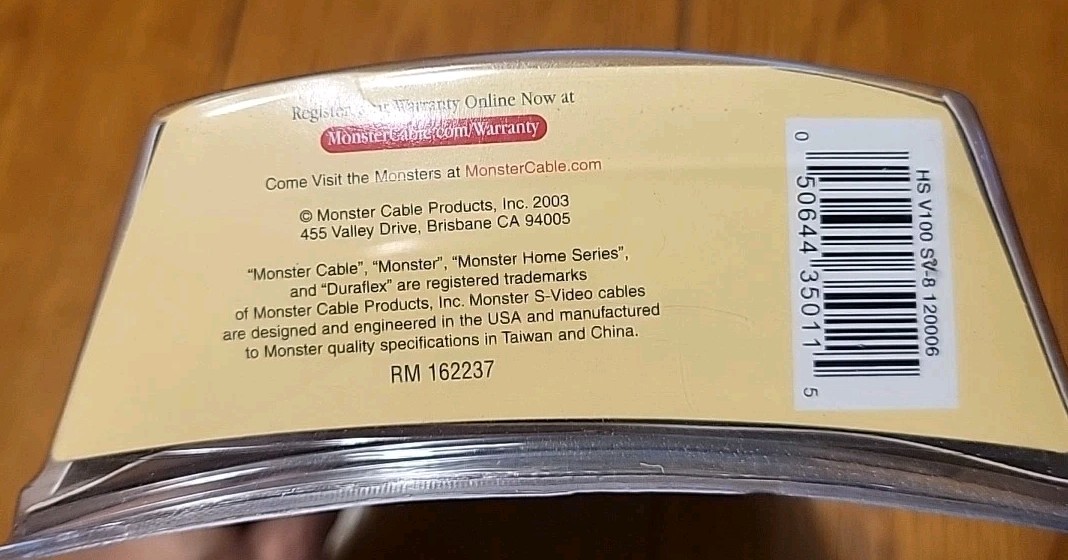 Register your Warranty Online Now at
MonsterCable.com/Warranty
Come Visit the Monsters at MonsterCable.com
© Monster Cable Products, Inc. 2003
455 Valley Drive, Brisbane CA 94005
“Monster Cable”, “Monster”, “Monster Home Series”,
and “Duraflex” are registered trademarks
of Monster Cable Products, Inc. Monster S-Video cables
are designed and engineered in the USA and manufactured
to Monster quality specifications in Taiwan and China.
RM 162237
HS V100 SV-8 120006
0 50644 35011 5